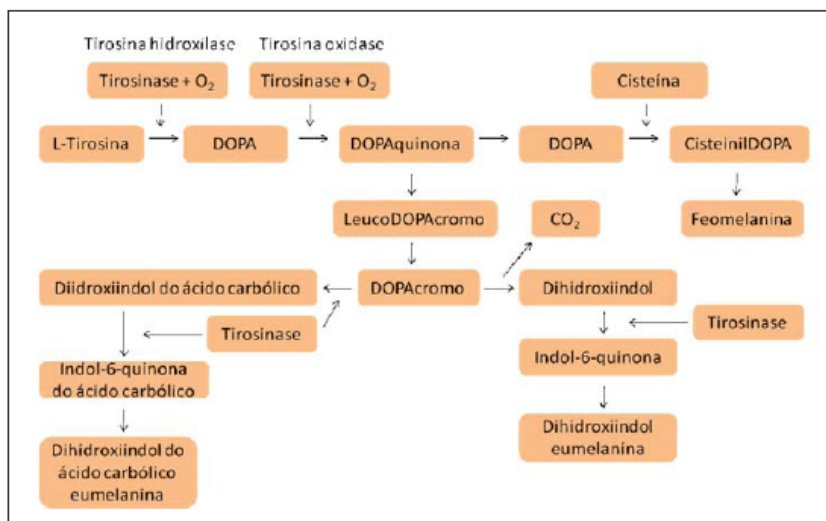 Tirosina hidroxilase
Tirosina oxidase
Tirosinase + O₂
Tirosinase + O₂
Cisteína
L-Tirosina
DOPA
DOPAquinona
DOPA
CisteinilDOPA
LeucoDOPAcromo
CO₂
Feomelanina
Diidroxiindol do ácido carbólico
DOPAcromo
Dihidroxiindol
Tirosinase
Tirosinase
Indol-6-quinona
do ácido carbólico
Indol-6-quinona
Dihidroxiindol do
ácido carbólico
eumelanina
Dihidroxiindol
eumelanina